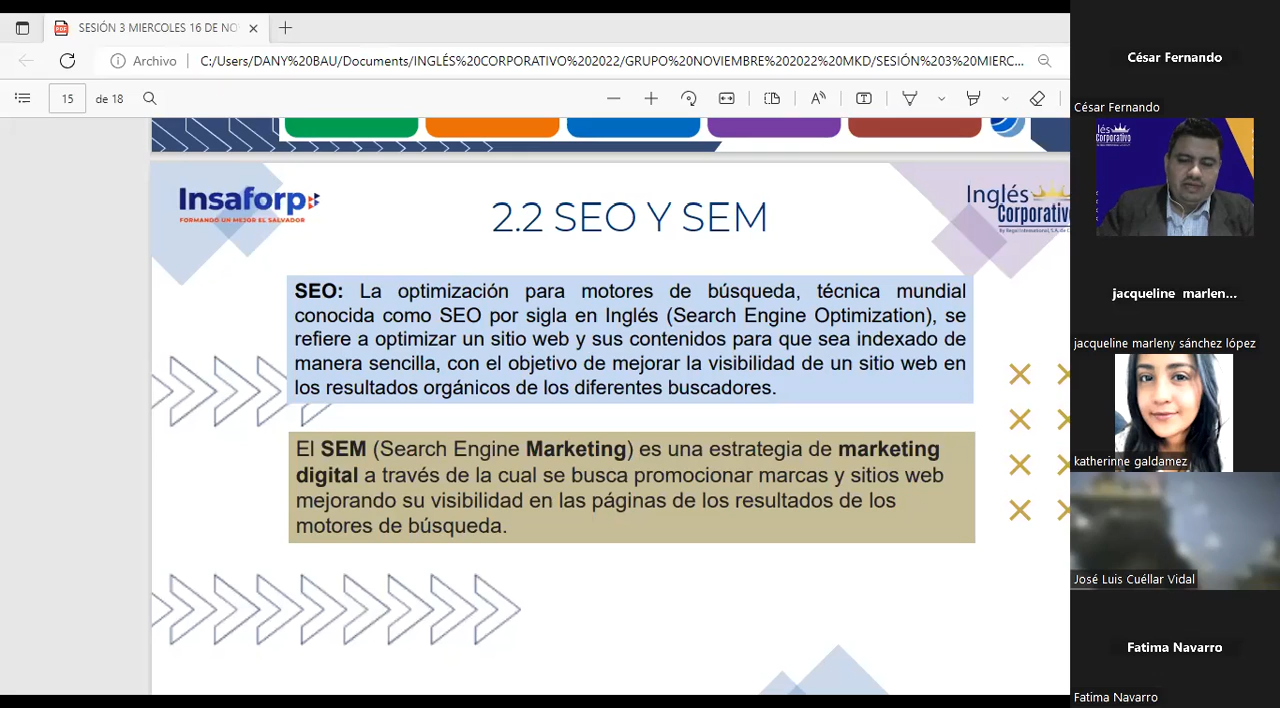 SESIÓN 3 MIERCOLES 16 DE NO
Archivo
C:/Users/DANY%20BAU/Documents/INGLÉS%20CORPORATIVO%202022/GRUPO%20NOVIEMBRE%202022%20MKD/SESIÓN%203%20MIERC...
15 de 18
Insaforp
FORMANDO UN MEJOR EL SALVADOR
2.2 SEO Y SEM
Inglés
Corporativo
SEO: La optimización para motores de búsqueda, técnica mundial
conocida como SEO por sigla en Inglés (Search Engine Optimization), se
refiere a optimizar un sitio web y sus contenidos para que sea indexado de
manera sencilla, con el objetivo de mejorar la visibilidad de un sitio web en
los resultados orgánicos de los diferentes buscadores.
El SEM (Search Engine Marketing) es una estrategia de marketing
digital a través de la cual se busca promocionar marcas y sitios web
mejorando su visibilidad en las páginas de los resultados de los
motores de búsqueda.
César Fernando
César Fernando
lés
Corporativo
jacqueline marlen...
jacqueline marleny sánchez lópez
katherinne galdamez
José Luis Cuéllar Vidal
Fatima Navarro
Fatima Navarro